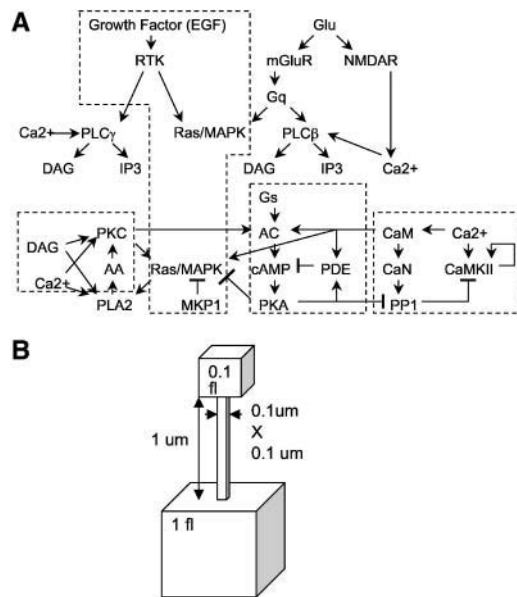 A
Growth Factor (EGF) Glu
RTK mGluR NMDAR
Gq
Ca2+ PLCγ Ras/MAPK PLCβ
DAG IP3 DAG IP3 Ca2+
Gs
PKC AC CaM Ca2+
DAG
AA Ras/MAPK cAMP PDE CaN CaMKII
Ca2+
PLA2 MKP1 PKA PP1
B
0.1
fl
0.1um
1 um X
0.1 um
1 fl